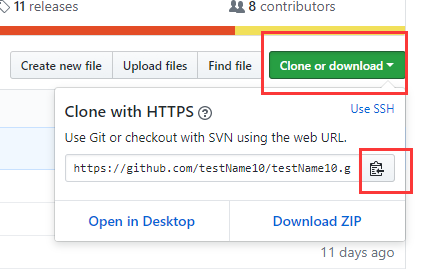 11 releases
8 contributors
Create new file
Upload files
Find file
Clone or download
Clone with HTTPS
Use SSH
Use Git or checkout with SVN using the web URL.
https://github.com/testName10/testName10.g
Open in Desktop
Download ZIP
11 days ago